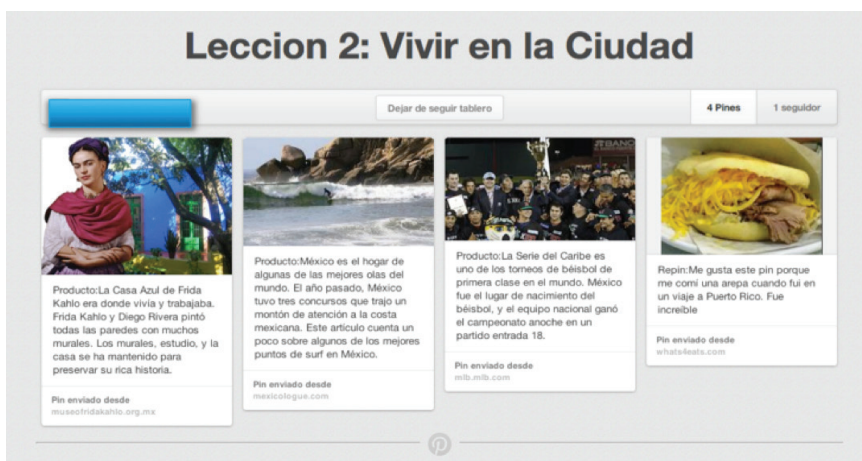 Leccion 2: Vivir en la Ciudad
Dejar de seguir tablero
4 Pines
1 seguidor
Producto:La Casa Azul de Frida
Kahlo era donde vivía y trabajaba.
Frida Kahlo y Diego Rivera pintó
todas las paredes con muchos
murales. Los murales, estudio, y la
casa se ha mantenido para
preservar su rica historia.
Pin enviado desde
museofridakahlo.org.mx
Producto:México es el hogar de
algunas de las mejores olas del
mundo. El año pasado, México
tuvo tres concursos que trajo un
montón de atención a la costa
mexicana. Este artículo cuenta un
poco sobre algunos de los mejores
puntos de surf en México.
Pin enviado desde
mexicologue.com
BANO
Producto:La Serie del Caribe es
uno de los torneos de béisbol de
primera clase en el mundo. México
fue el lugar de nacimiento del
béisbol, y el equipo nacional ganó
el campeonato anoche en un
partido entrada 18.
Pin enviado desde
mlb.mlb.com
Repin:Me gusta este pin porque
me comí una arepa cuando fui en
un viaje a Puerto Rico. Fue
increíble
Pin enviado desde
whats4eats.com